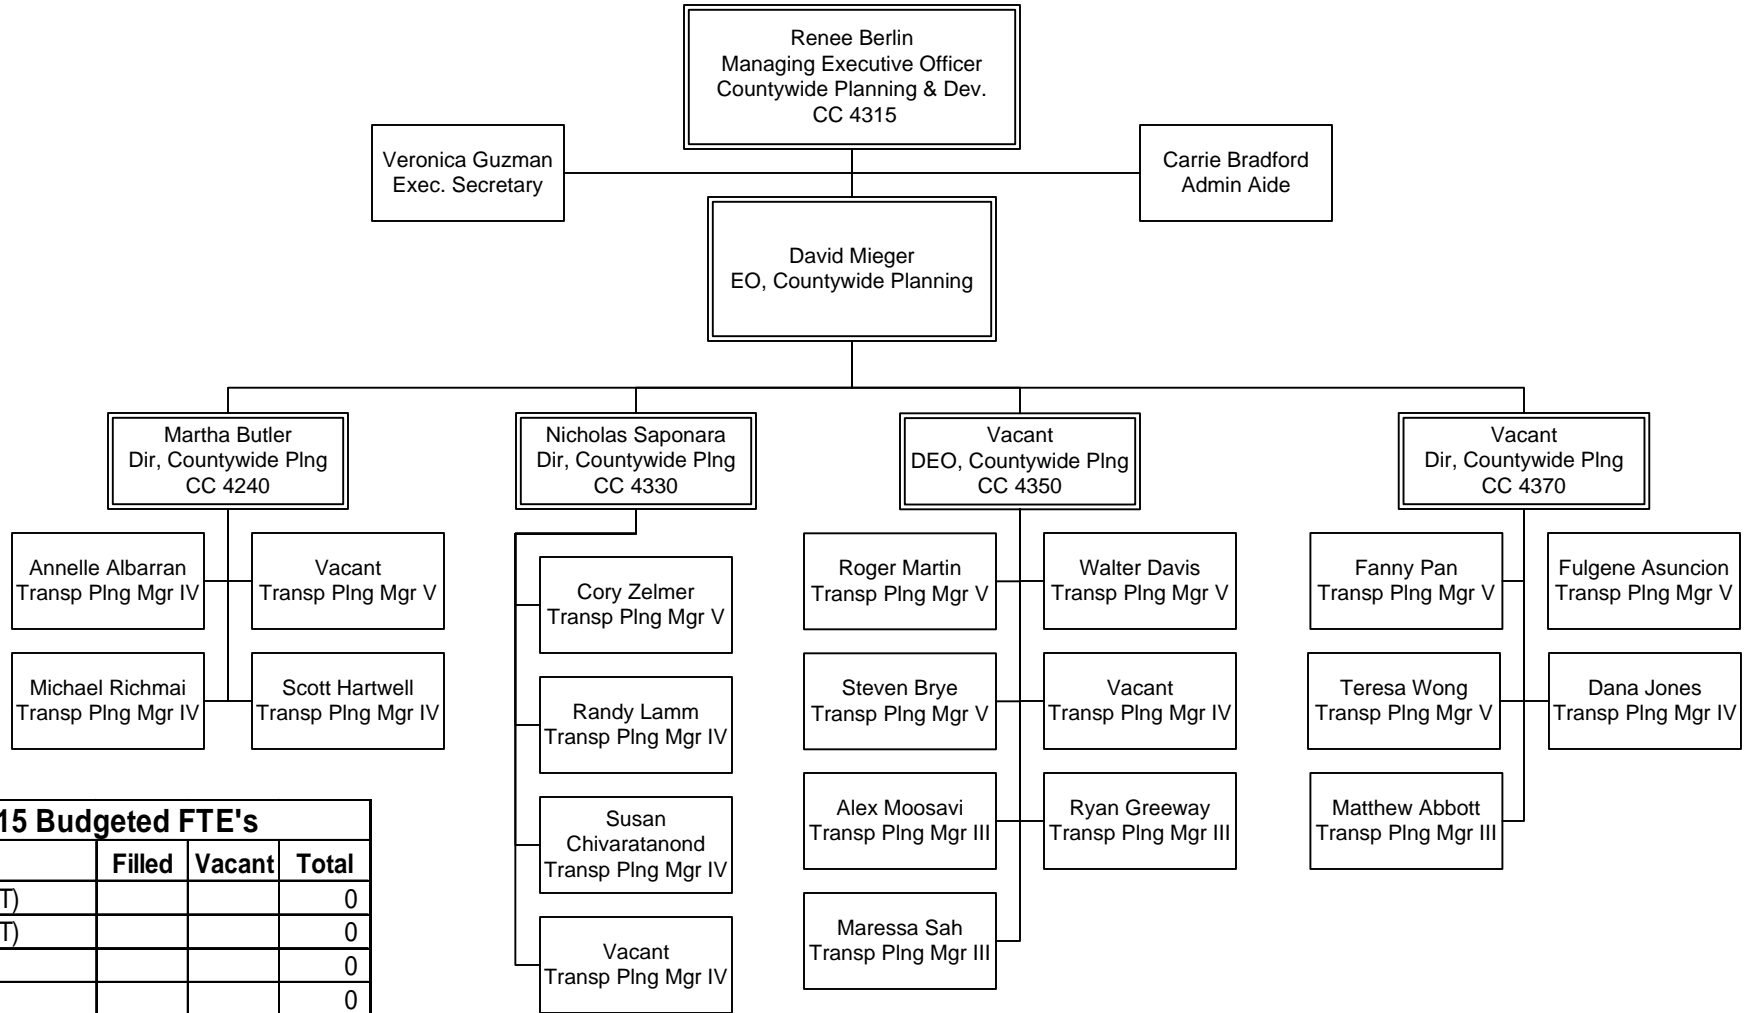 Renee Berlin
Managing Executive Officer
Countywide Planning & Dev.
CC 4315
Veronica Guzman
Exec. Secretary
Carrie Bradford
Admin Aide
David Mieger
EO, Countywide Planning
Martha Butler
Dir, Countywide Plng
CC 4240
Nicholas Saponara
Dir, Countywide Plng
CC 4330
Vacant
DEO, Countywide Plng
CC 4350
Vacant
Dir, Countywide Plng
CC 4370
Annelle Albarran
Transp Plng Mgr IV
Vacant
Transp Plng Mgr V
Michael Richmai
Transp Plng Mgr IV
Scott Hartwell
Transp Plng Mgr IV
Cory Zelmer
Transp Plng Mgr V
Randy Lamm
Transp Plng Mgr IV
Susan
Chivaratanond
Transp Plng Mgr IV
Vacant
Transp Plng Mgr IV
Roger Martin
Transp Plng Mgr V
Walter Davis
Transp Plng Mgr V
Steven Brye
Transp Plng Mgr V
Vacant
Transp Plng Mgr IV
Alex Moosavi
Transp Plng Mgr III
Ryan Greeway
Transp Plng Mgr III
Maressa Sah
Transp Plng Mgr III
Fanny Pan
Transp Plng Mgr V
Fulgene Asuncion
Transp Plng Mgr V
Teresa Wong
Transp Plng Mgr V
Dana Jones
Transp Plng Mgr IV
Matthew Abbott
Transp Plng Mgr III
15 Budgeted FTE's
Filled Vacant Total
T) 0
T) 0
0
0